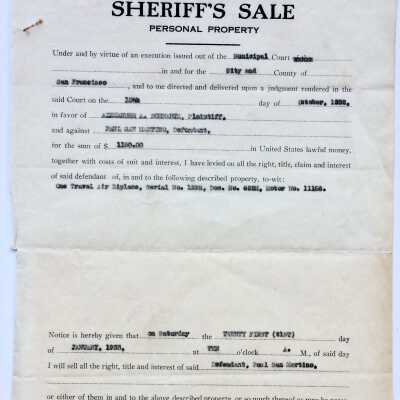 SHERIFF'S SALE
PERSONAL PROPERTY
Under and by virtue of an execution issued out of the Municipal Court
in and for the City and County of
San Francisco, and to me directed and delivered upon a judgment rendered in the
said Court on the day of October, 1932,
in favor of ALEXANDER A. Plaintiff,
and against PAUL SAN MARTINO, Defendant,
for the sum of $ 1150.00 in United States lawful money,
together with costs of suit and interest, I have levied on all the right, title, claim and interest
of said defendant of, in and to the following described property, to-wit:
One Travel Air Biplane, Serial No. Doc. No. Motor No.
Notice is hereby given that on Saturday the TWENTY FIRST (21ST) day
of JANUARY, 1933, at TEN o'clock A. M., of said day
I will sell all the right, title and interest of said Defendant, Paul San Martino,
or either of them in and to the above described property, or so much thereof as may be